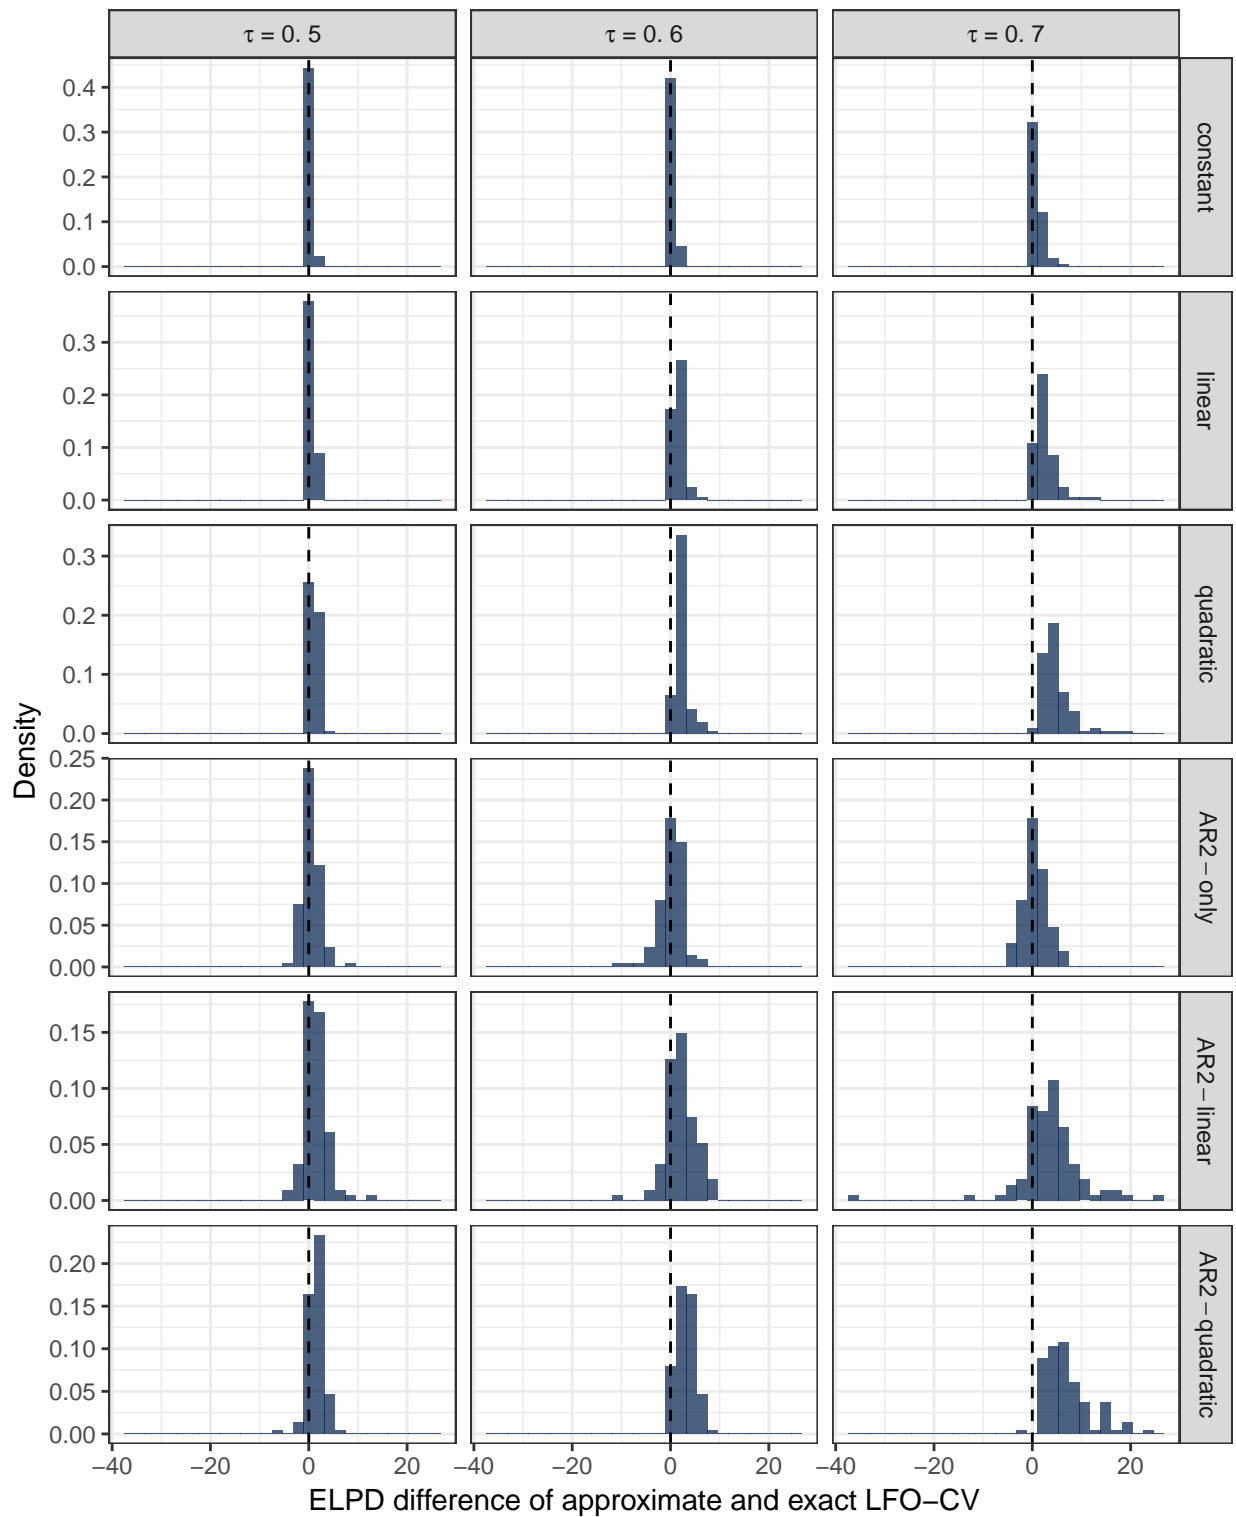 τ = 0. 5
τ = 0. 6
τ = 0. 7
0.4
0.3
0.2
0.1
0.0
constant
0.3
0.2
0.1
0.0
linear
0.3
0.2
0.1
0.0
quadratic
0.25
0.20
0.15
0.10
0.05
0.00
AR2−only
0.15
0.10
0.05
0.00
AR2−linear
0.20
0.15
0.10
0.05
0.00
AR2−quadratic
Density
−40 −20 0 20
−40 −20 0 20
−40 −20 0 20
ELPD difference of approximate and exact LFO−CV